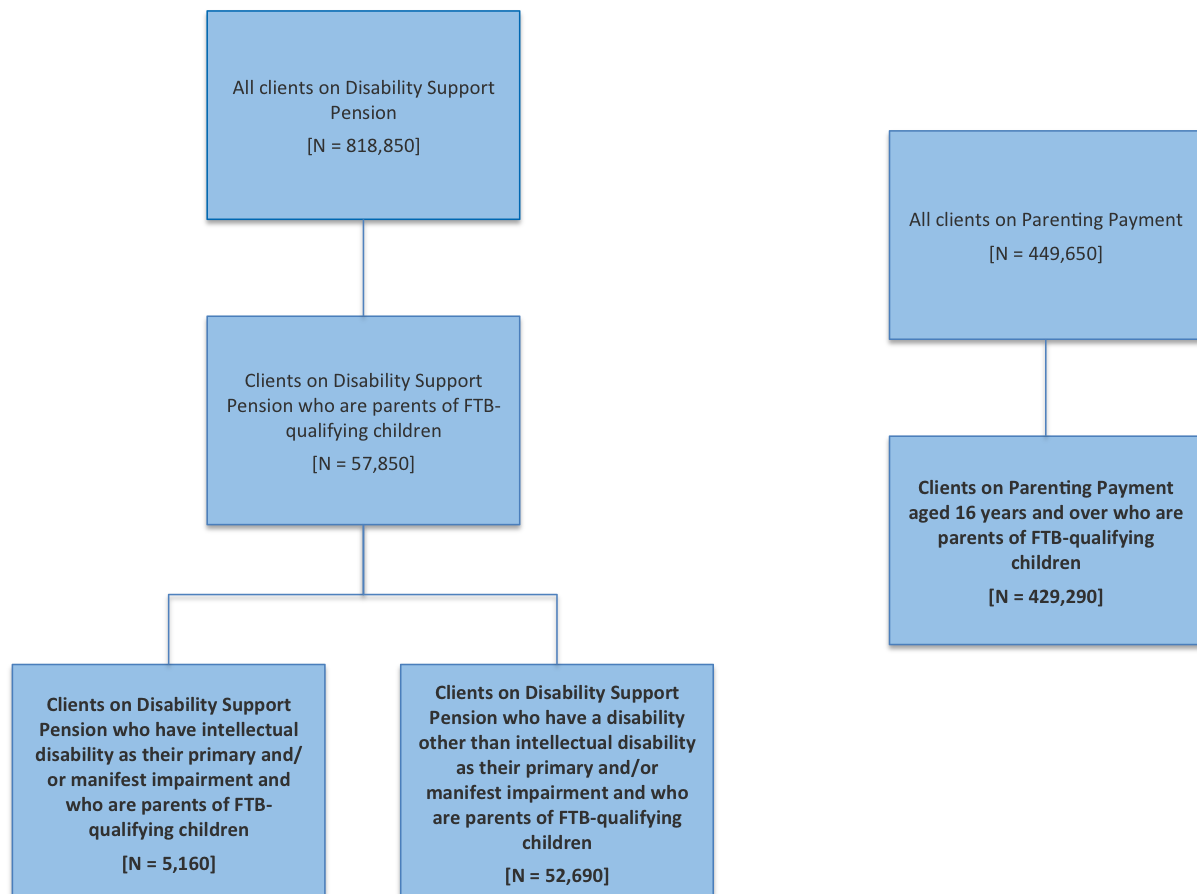 All clients on Disability Support
Pension
[N = 818,850]
All clients on Parenting Payment
[N = 449,650]
Clients on Disability Support
Pension who are parents of FTB-
qualifying children
[N = 57,850]
Clients on Parenting Payment
aged 16 years and over who are
parents of FTB-qualifying
children
[N = 429,290]
Clients on Disability Support
Pension who have intellectual
disability as their primary and/
or manifest impairment and
who are parents of FTB-
qualifying children
[N = 5,160]
Clients on Disability Support
Pension who have a disability
other than intellectual disability
as their primary and/or
manifest impairment and who
are parents of FTB-qualifying
children
[N = 52,690]